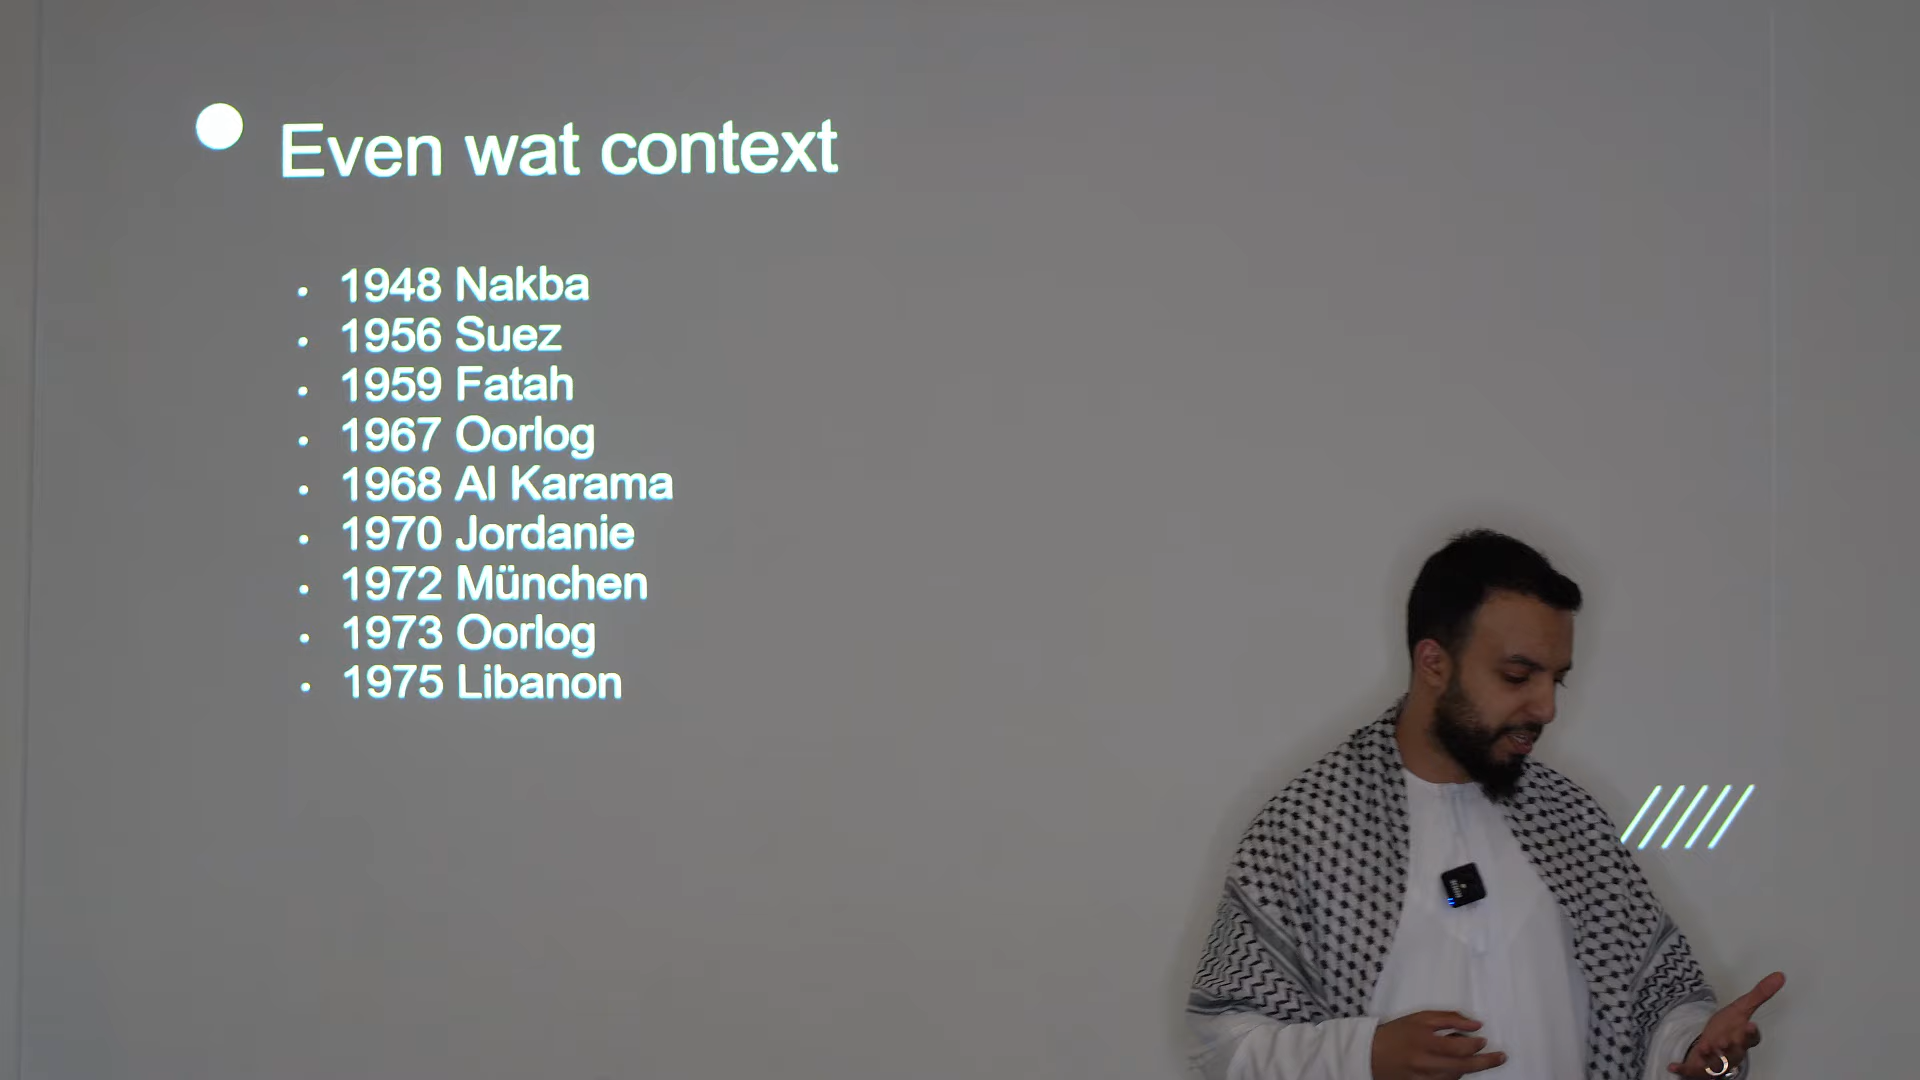 Even wat context
1948 Nakba
1956 Suez
1959 Fatah
1967 Oorlog
1968 Al Karama
1970 Jordanie
1972 München
1973 Oorlog
1975 Libanon